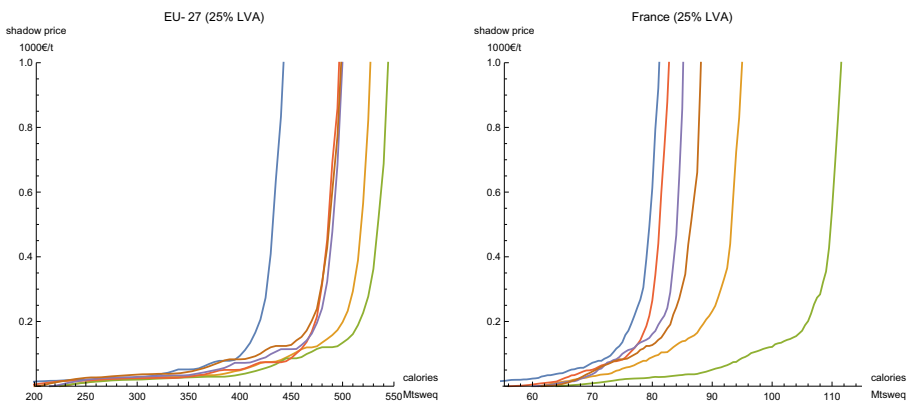 EU- 27 (25% LVA)
shadow price
1000€/t
1.0
0.8
0.6
0.4
0.2
200 250 300 350 400 450 500 550
calories
Mtsweq
France (25% LVA)
shadow price
1000€/t
1.0
0.8
0.6
0.4
0.2
60 70 80 90 100 110
calories
Mtsweq